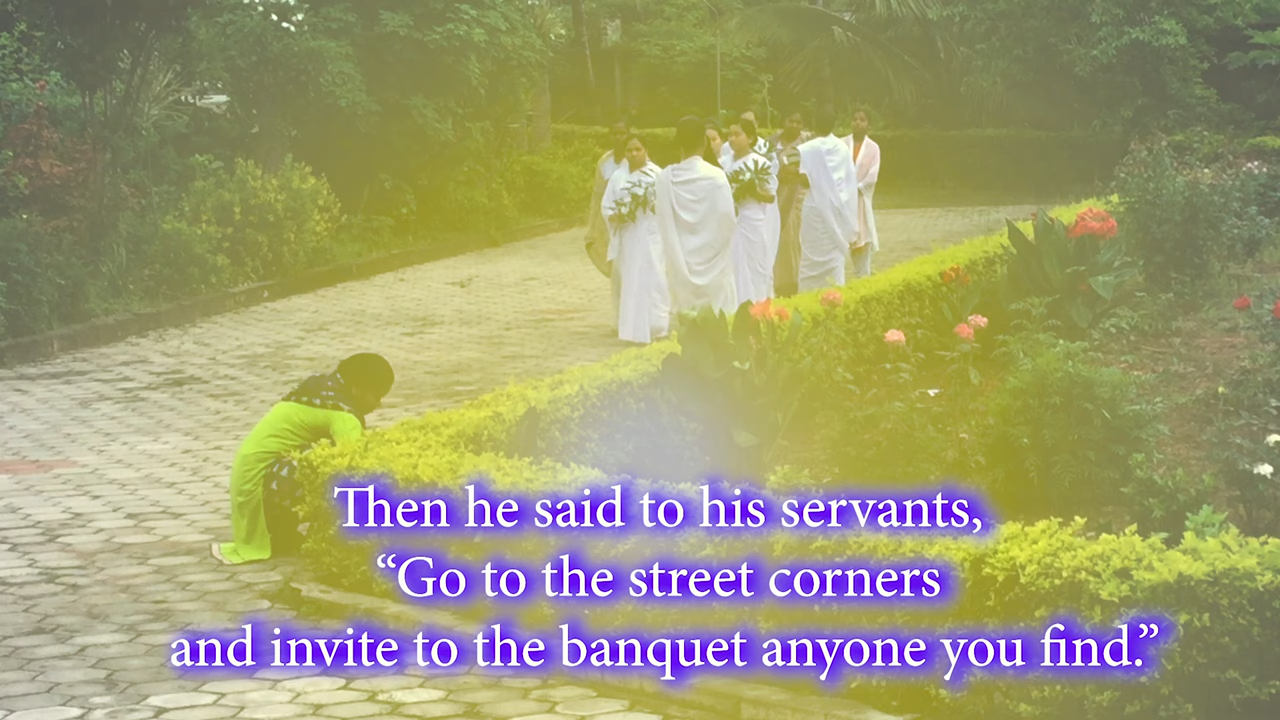 Then he said to his servants,
“Go to the street corners
and invite to the banquet anyone you find.”